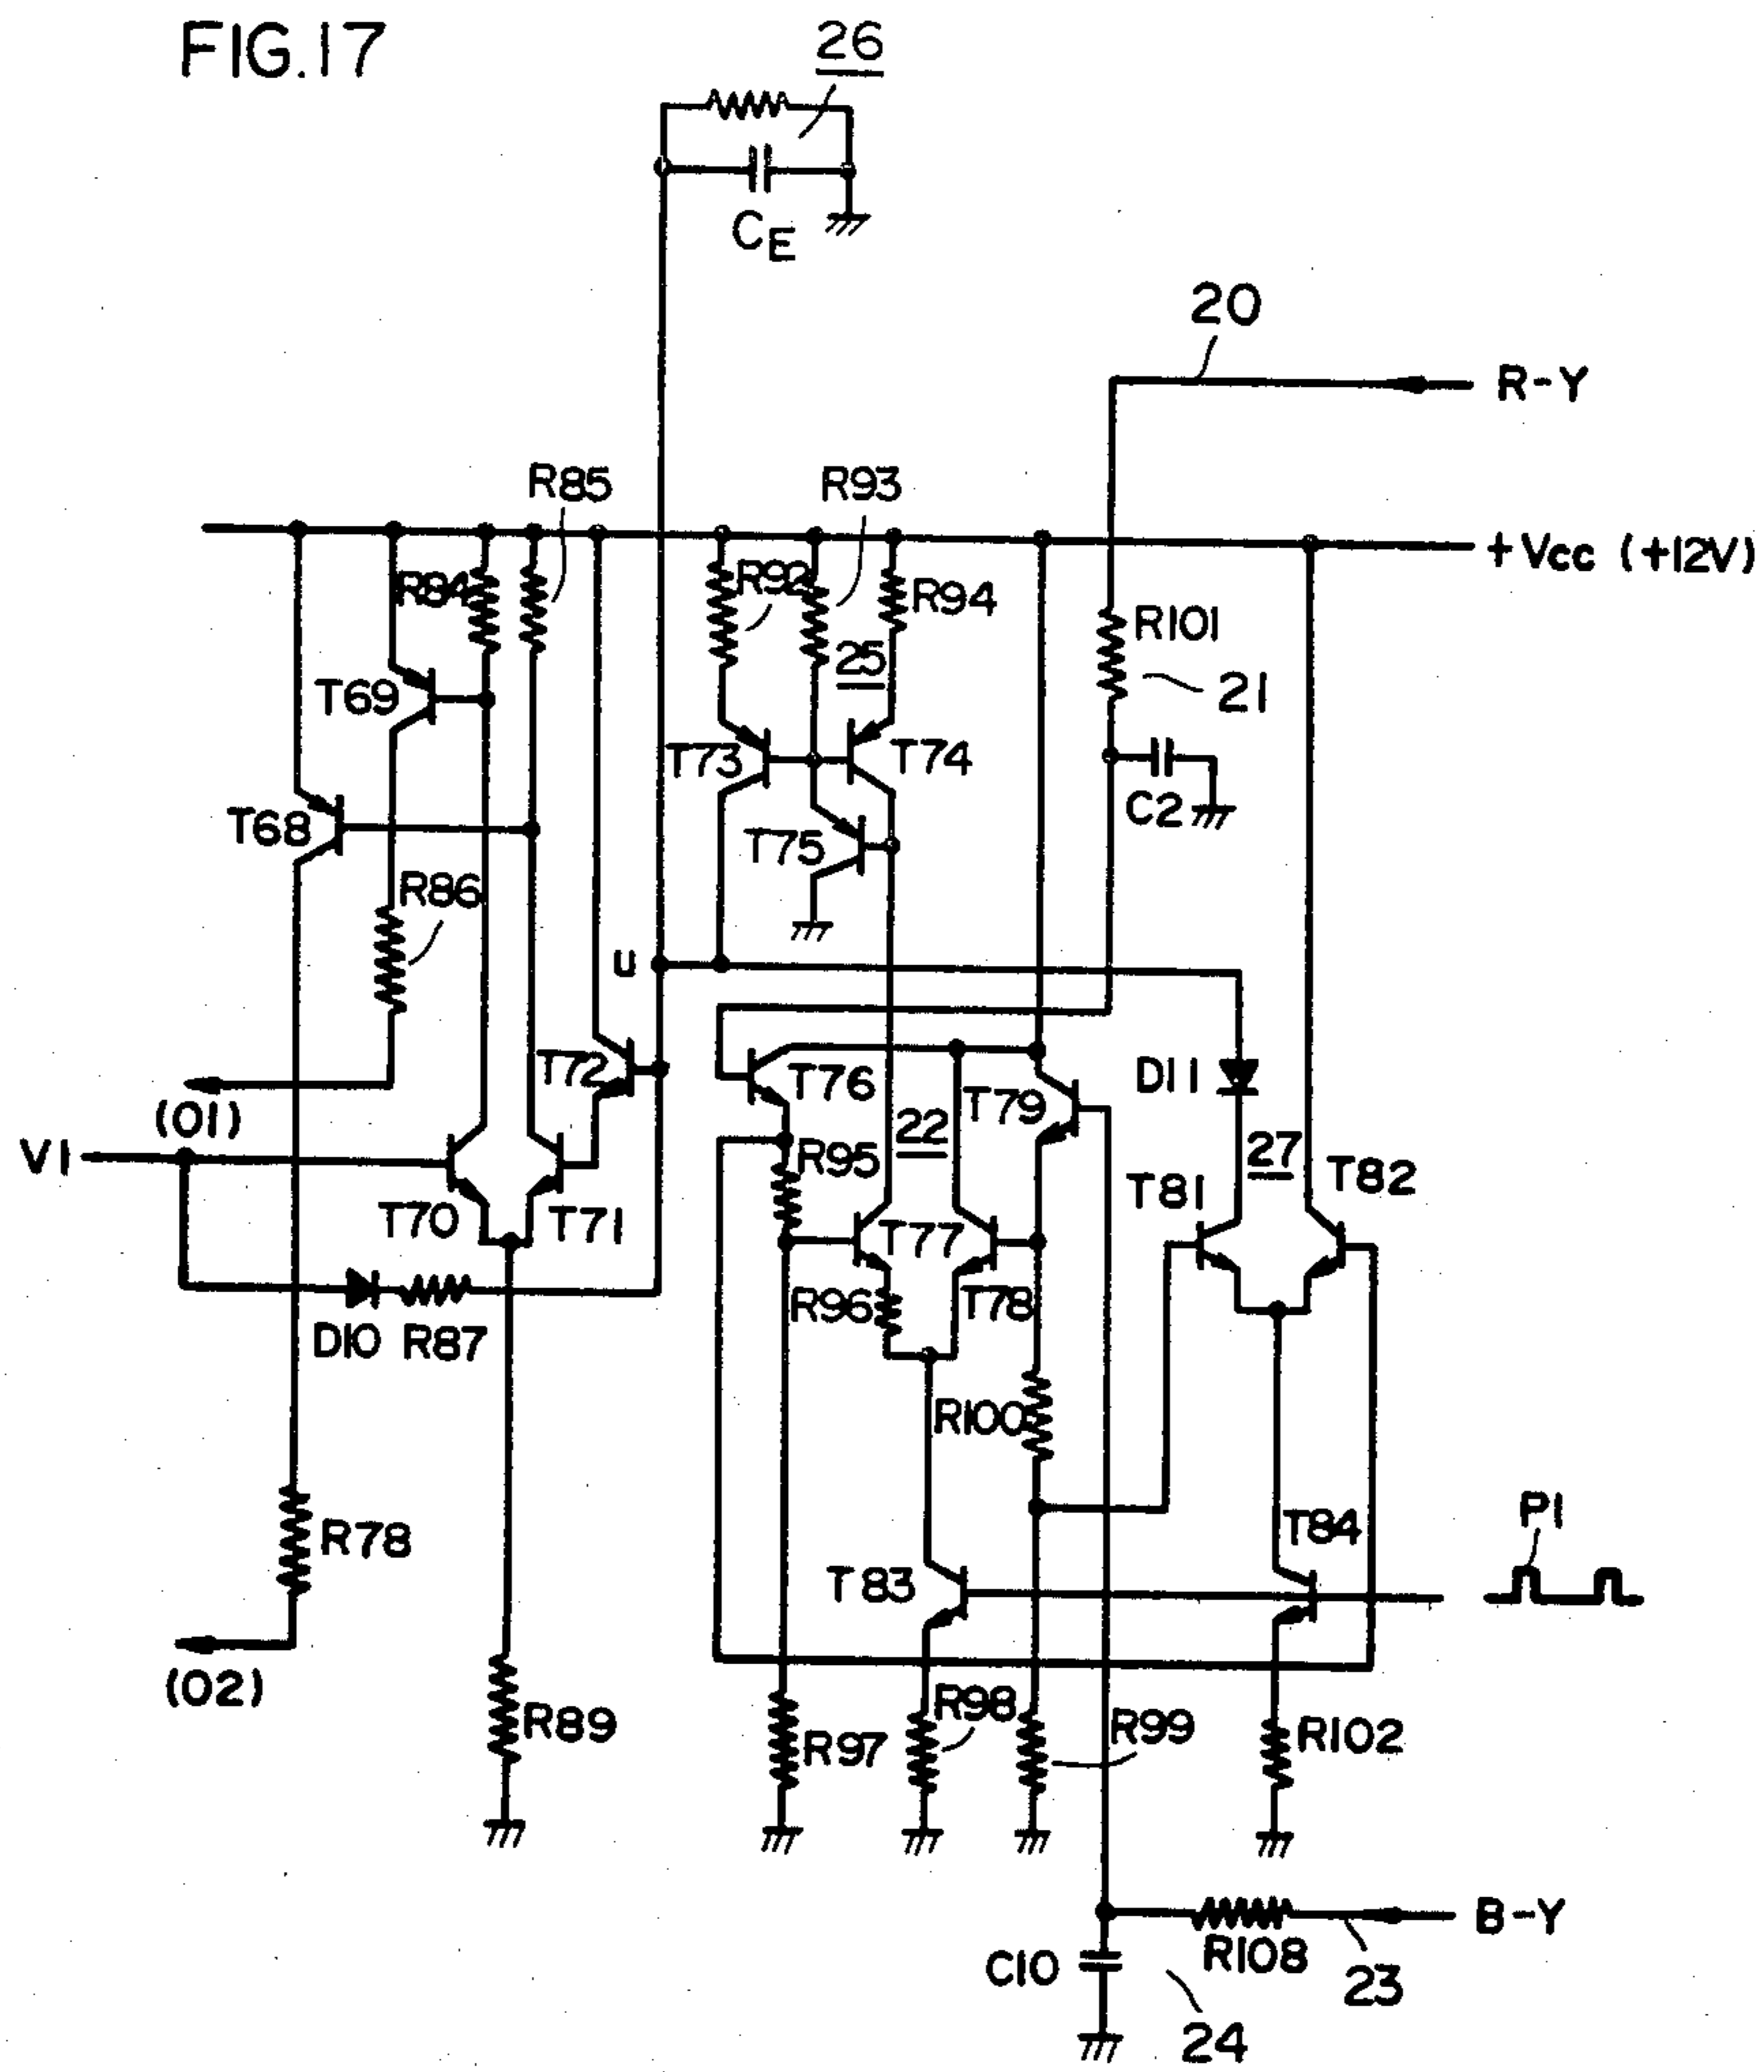 FIG.17
26
CE
20
R-Y
R85
R93
+Vcc (+12V)
R84
R92
R94
R101
25
21
T69
T73
T74
C2
T68
T75
R86
U
T72
T76
T79
D11
(01)
22
27
V1
R95
T81
T82
T70
T71
T77
R96
T78
D10 R87
R100
P1
R78
T84
T83
(02)
R89
R97
R98
R99
R102
B-Y
C10
R108
23
24